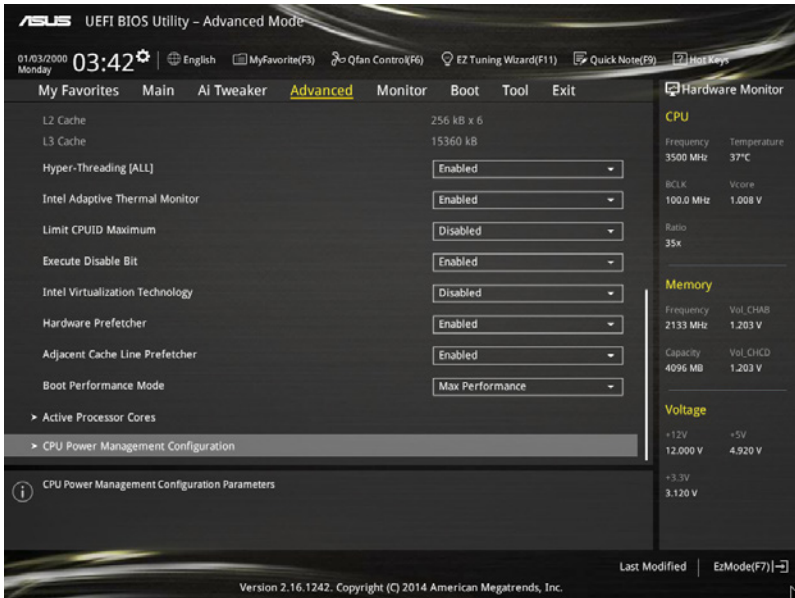 ASUS UEFI BIOS Utility – Advanced Mode
01/03/2000 Monday 03:42 English MyFavorite(F3) Qfan Control(F6) EZ Tuning Wizard(F11) Quick Note(F9) ? Hot Keys
My Favorites Main Ai Tweaker Advanced Monitor Boot Tool Exit
L2 Cache 256 kB x 6
L3 Cache 15360 kB
Hyper-Threading [ALL] Enabled
Intel Adaptive Thermal Monitor Enabled
Limit CPUID Maximum Disabled
Execute Disable Bit Enabled
Intel Virtualization Technology Disabled
Hardware Prefetcher Enabled
Adjacent Cache Line Prefetcher Enabled
Boot Performance Mode Max Performance
> Active Processor Cores
> CPU Power Management Configuration
CPU Power Management Configuration Parameters
Hardware Monitor
CPU
Frequency Temperature
3500 MHz 37°C
BCLK Vcore
100.0 MHz 1.008 V
Ratio
35x
Memory
Frequency Vol_CHAB
2133 MHz 1.203 V
Capacity Vol_CHCD
4096 MB 1.203 V
Voltage
+12V +5V
12.000 V 4.920 V
+3.3V
3.120 V
Last Modified EzMode(F7)
Version 2.16.1242. Copyright (C) 2014 American Megatrends, Inc.